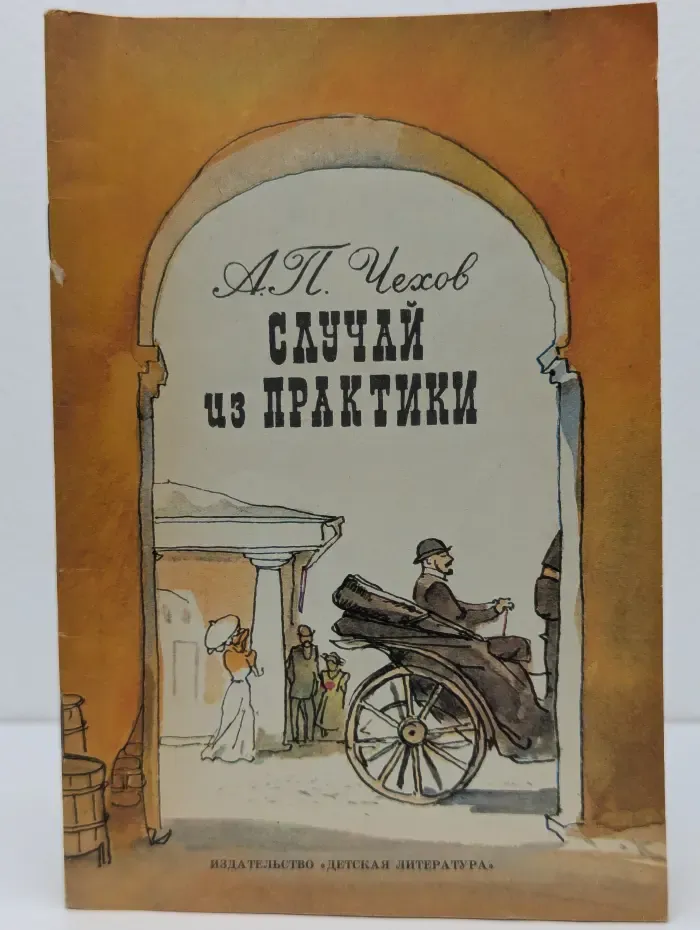 А.П. Чехов
СЛУЧАЙ
из ПРАКТИКИ
ИЗДАТЕЛЬСТВО «ДЕТСКАЯ ЛИТЕРАТУРА»